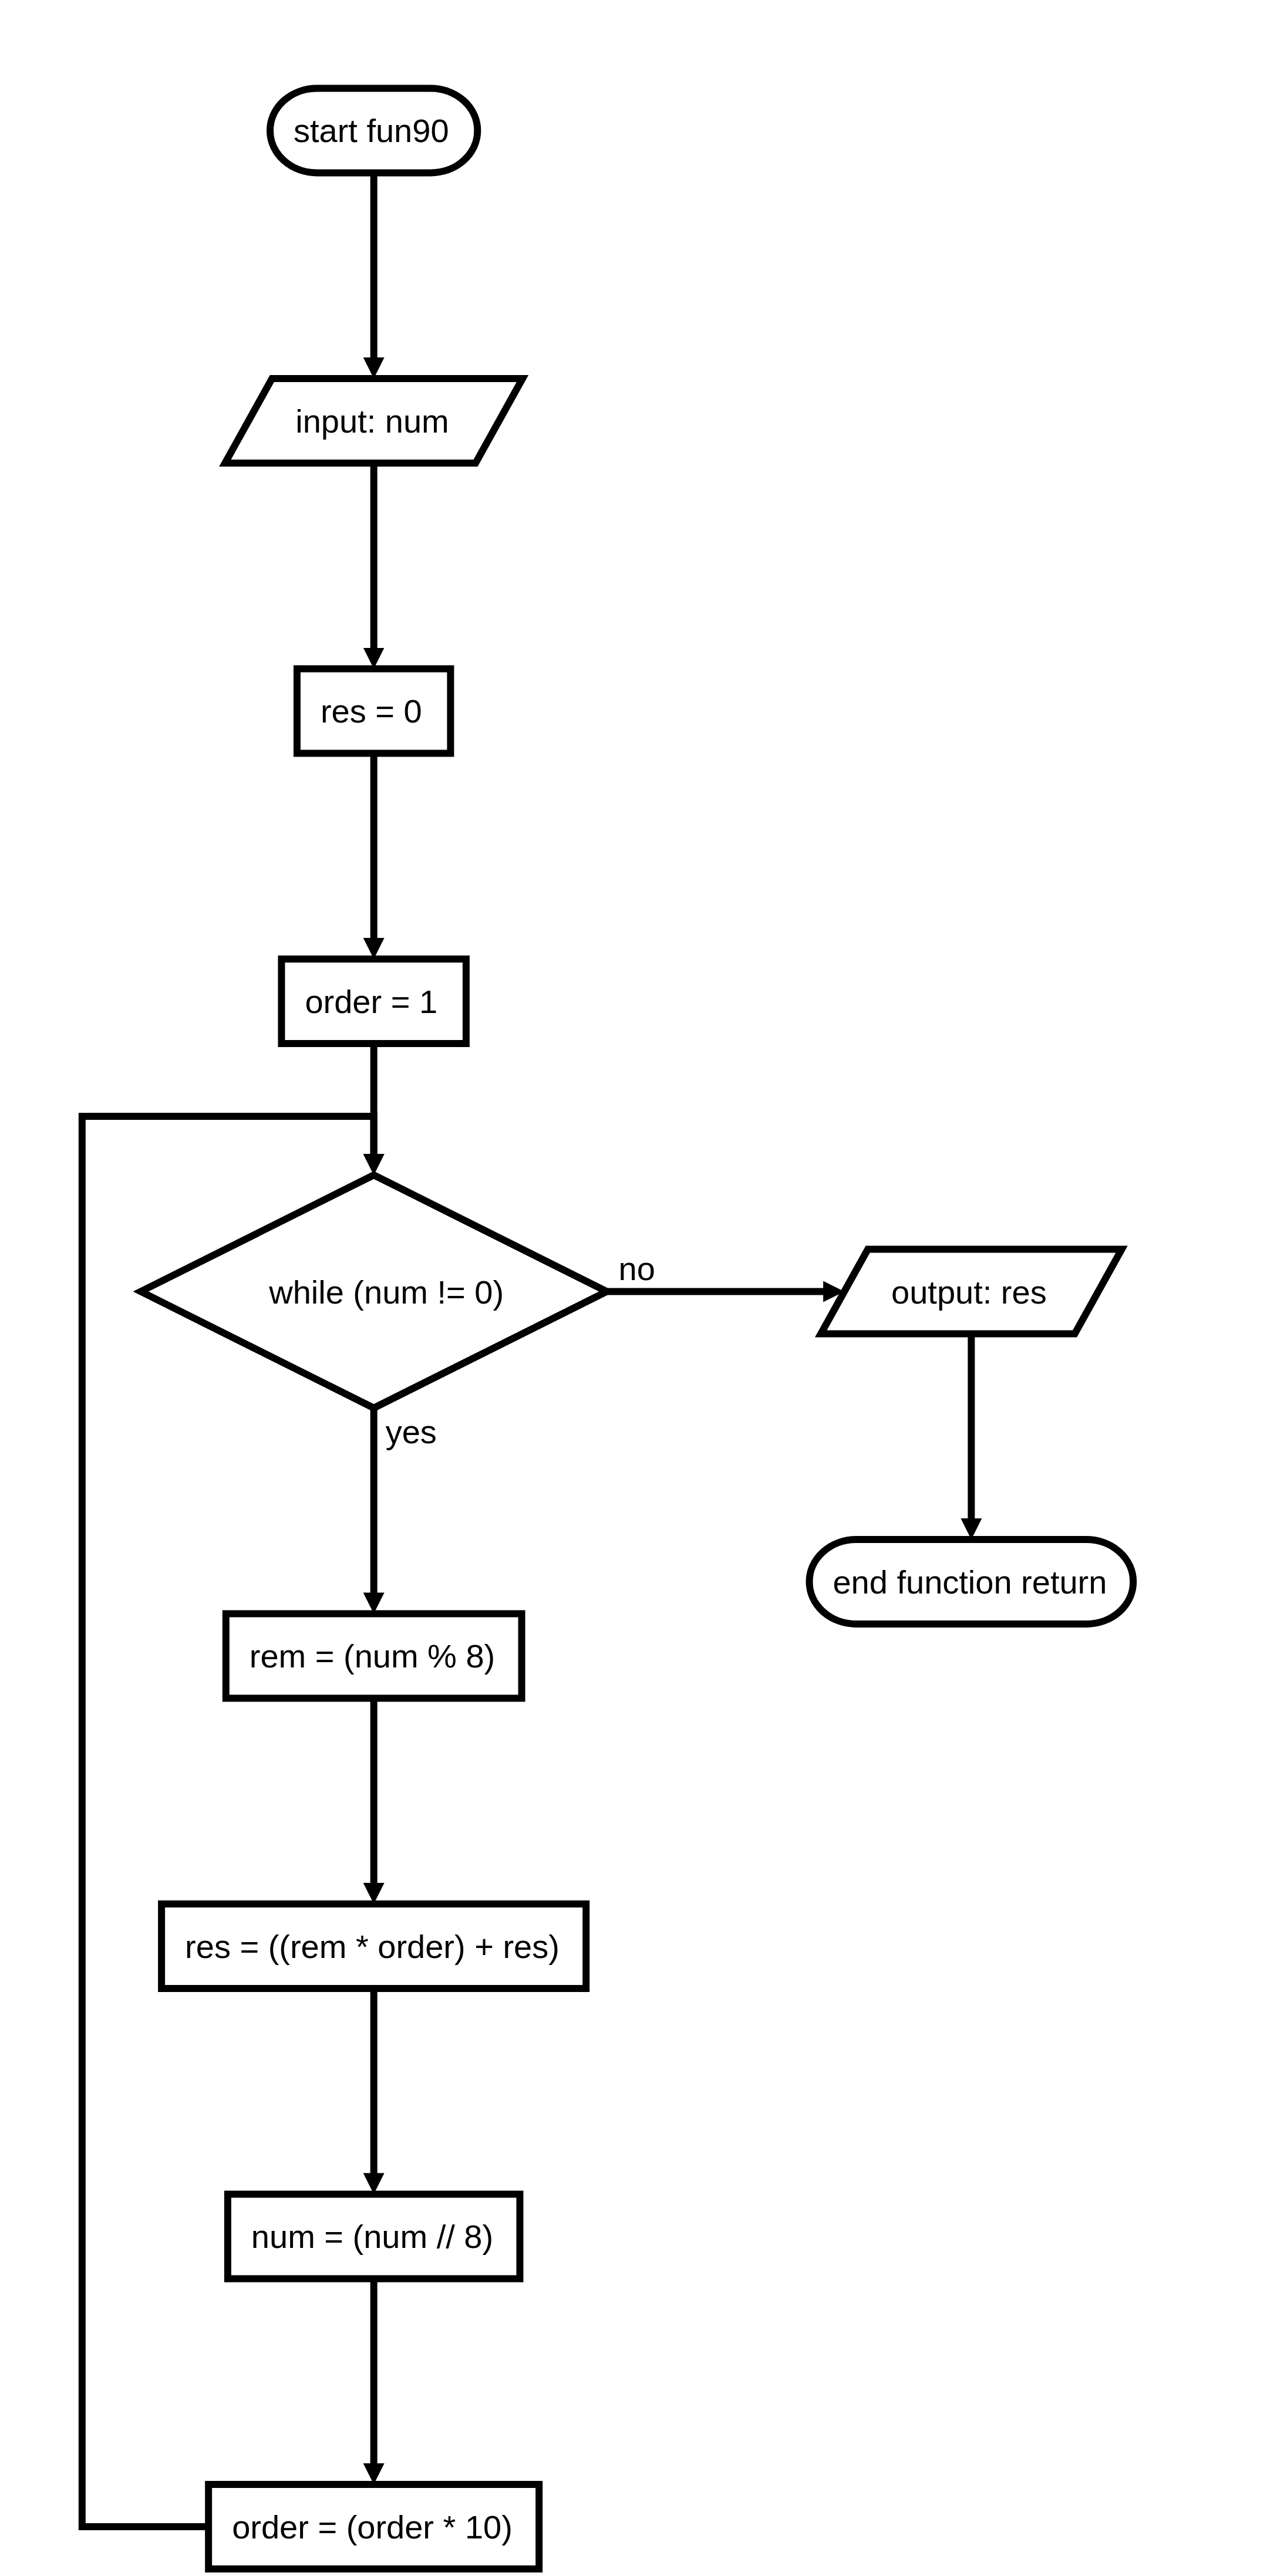 start fun90
input: num
res = 0
order = 1
while (num != 0)
no
output: res
yes
end function return
rem = (num % 8)
res = ((rem * order) + res)
num = (num // 8)
order = (order * 10)